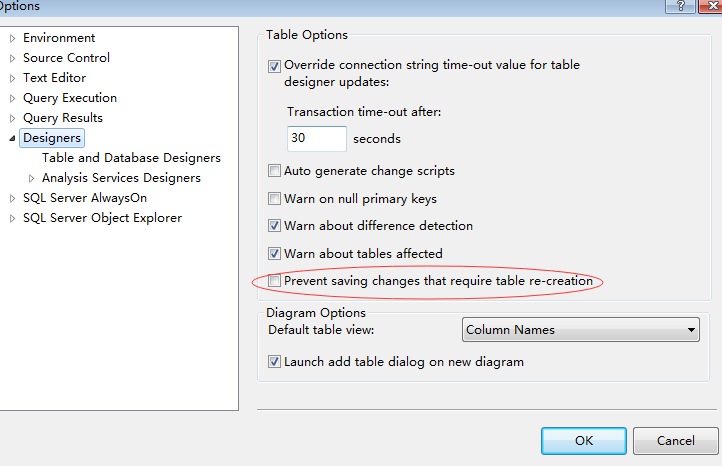 Options
Environment
Source Control
Text Editor
Query Execution
Query Results
Designers
Table and Database Designers
Analysis Services Designers
SQL Server AlwaysOn
SQL Server Object Explorer
Table Options
Override connection string time-out value for table
designer updates:
Transaction time-out after:
30 seconds
Auto generate change scripts
Warn on null primary keys
Warn about difference detection
Warn about tables affected
Prevent saving changes that require table re-creation
Diagram Options
Default table view: Column Names
Launch add table dialog on new diagram
OK Cancel